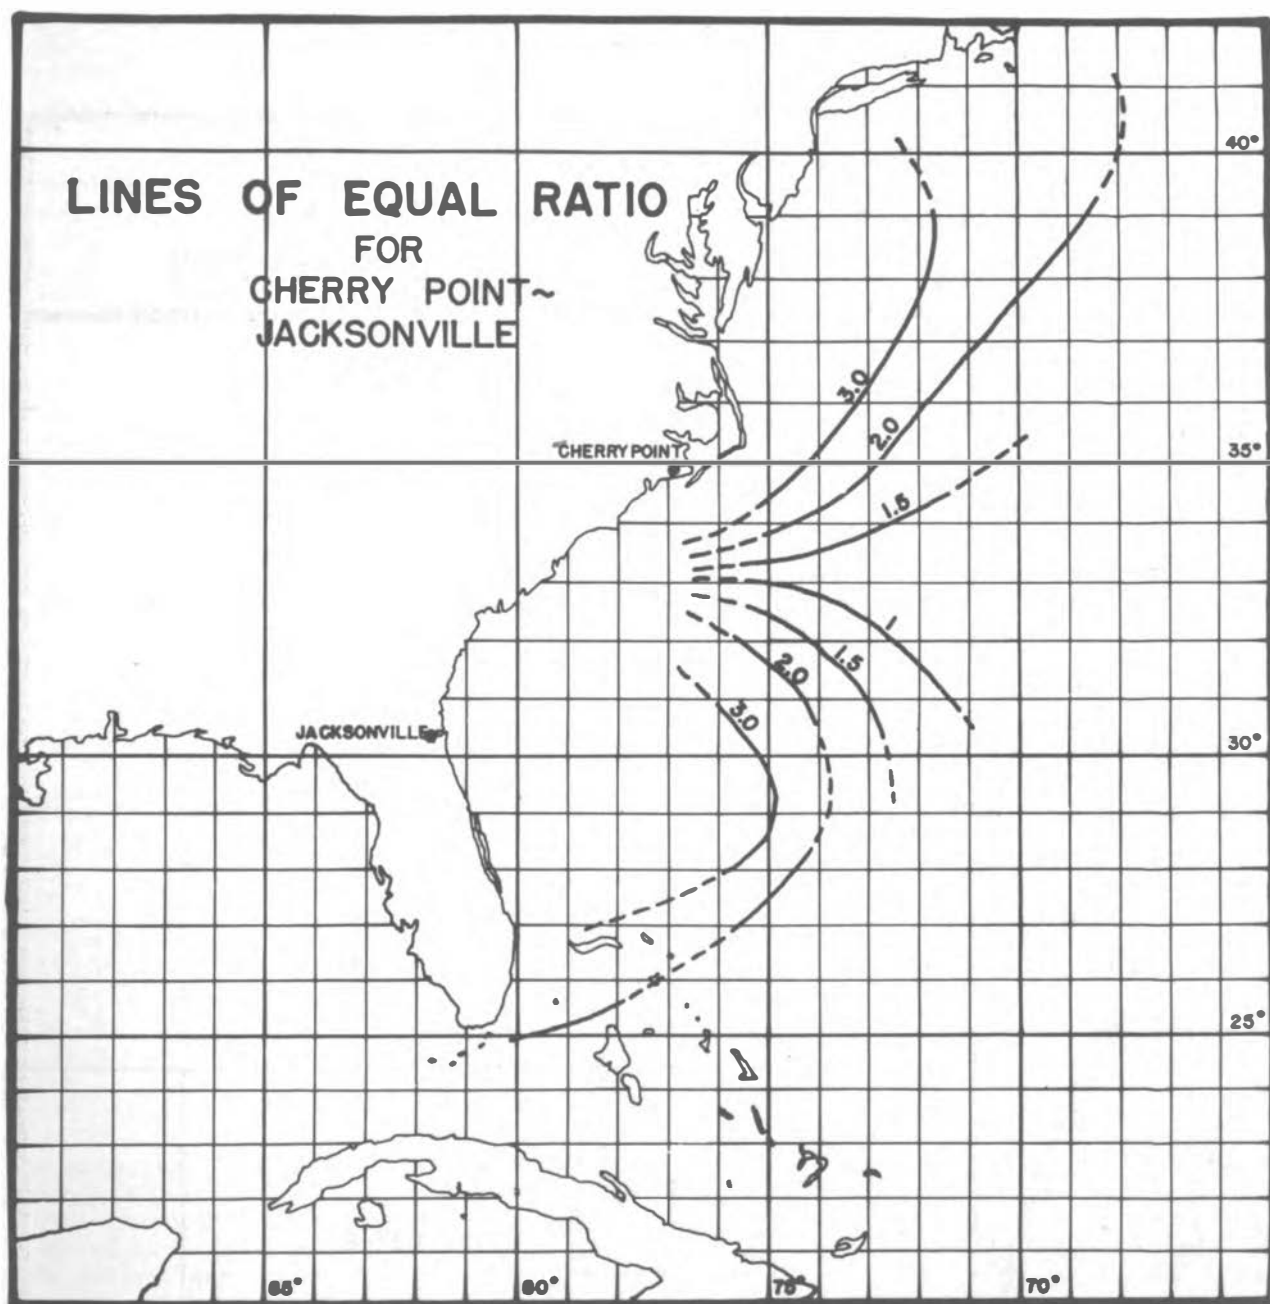 40°
LINES OF EQUAL RATIO
FOR
CHERRY POINT~
JACKSONVILLE
3.0
2.0
CHERRY POINT
35°
1.5
1
1.5
2.0
3.0
JACKSONVILLE
30°
25°
85°
80°
75°
70°